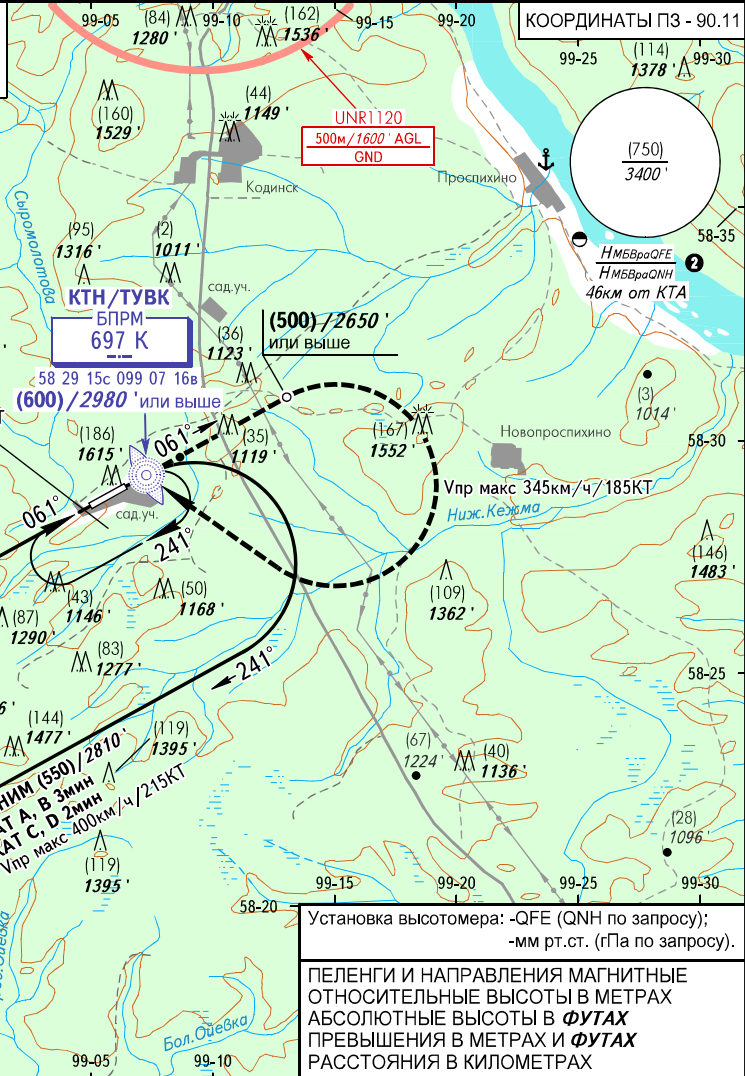 99-05
(84)
1280 '
99-10
(162)
1536 '
99-15
99-20
КООРДИНАТЫ ПЗ - 90.11
99-25
(114)
1378 '
99-30
(160)
1529 '
(44)
1149 '
UNR1120
500м/1600 ' AGL
GND
(750)
3400 '
Кодинск
Проспихино
Сыромолотова
(95)
1316 '
(2)
1011 '
58-35
HМБВраQFE
HМБВраQNH
46км от КТА
2
КТН/ТУВК
БПРМ
697 К
58 29 15с 099 07 16в
(600)/2980 ' или выше
сад.уч.
(36)
1123 '
(500)/2650 '
или выше
(3)
1014 '
(186)
1615 '
061°
(35)
1119 '
(167)
1552 '
Новопроспихино
58-30
Vпр макс 345км/ч/185КТ
Ниж.Кежма
061°
сад.уч.
241°
(146)
1483 '
(43)
1146 '
(50)
1168 '
(109)
1362 '
(87)
1290 '
(83)
1277 '
241°
58-25
(144)
1477 '
(119)
1395 '
(67)
1224 '
(40)
1136 '
НИМ (550)/2810 '
АТ A, B 3мин
КАТ C, D 2мин
Vпр макс 400км/ч/215КТ
(119)
1395 '
(28)
1096 '
99-15
99-20
99-25
99-30
58-20
Установка высотомера: -QFE (QNH по запросу);
-мм рт.ст. (гПа по запросу).
ПЕЛЕНГИ И НАПРАВЛЕНИЯ МАГНИТНЫЕ
ОТНОСИТЕЛЬНЫЕ ВЫСОТЫ В МЕТРАХ
АБСОЛЮТНЫЕ ВЫСОТЫ В ФУТАХ
ПРЕВЫШЕНИЯ В МЕТРАХ И ФУТАХ
РАССТОЯНИЯ В КИЛОМЕТРАХ
Бол.Ойевка
99-05
99-10